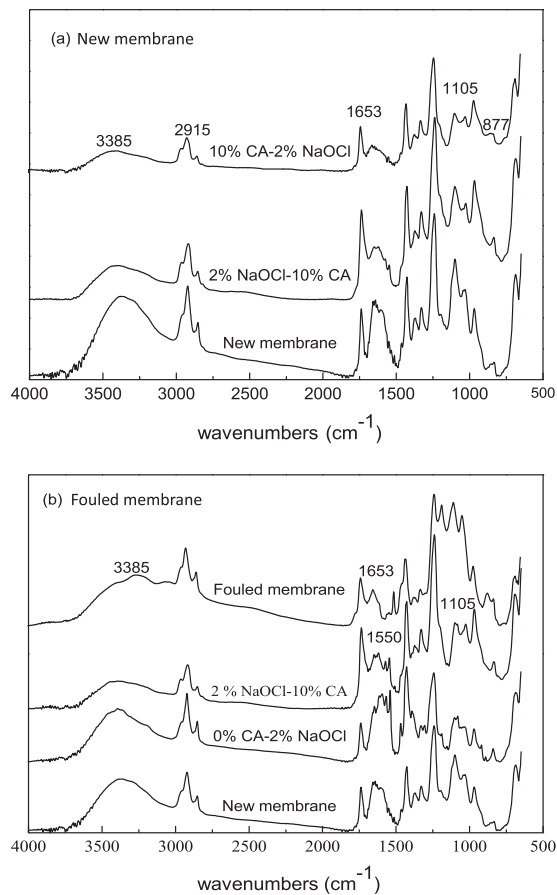 (a) New membrane
3385
2915
10% CA-2% NaOCl
1653
1105
877
2% NaOCl-10% CA
New membrane
4000 3500 3000 2500 2000 1500 1000 500
wavenumbers (cm-1)
(b) Fouled membrane
3385
Fouled membrane
1653
1105
1550
2 % NaOCl-10% CA
0% CA-2% NaOCl
New membrane
4000 3500 3000 2500 2000 1500 1000 500
wavenumbers (cm-1)